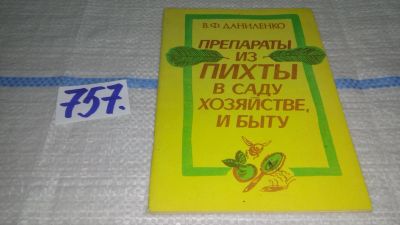 757.
В.Ф. ДАНИЛЕНКО
ПРЕПАРАТЫ
ИЗ
ПИХТЫ
В САДУ
ХОЗЯЙСТВЕ,
И БЫТУ